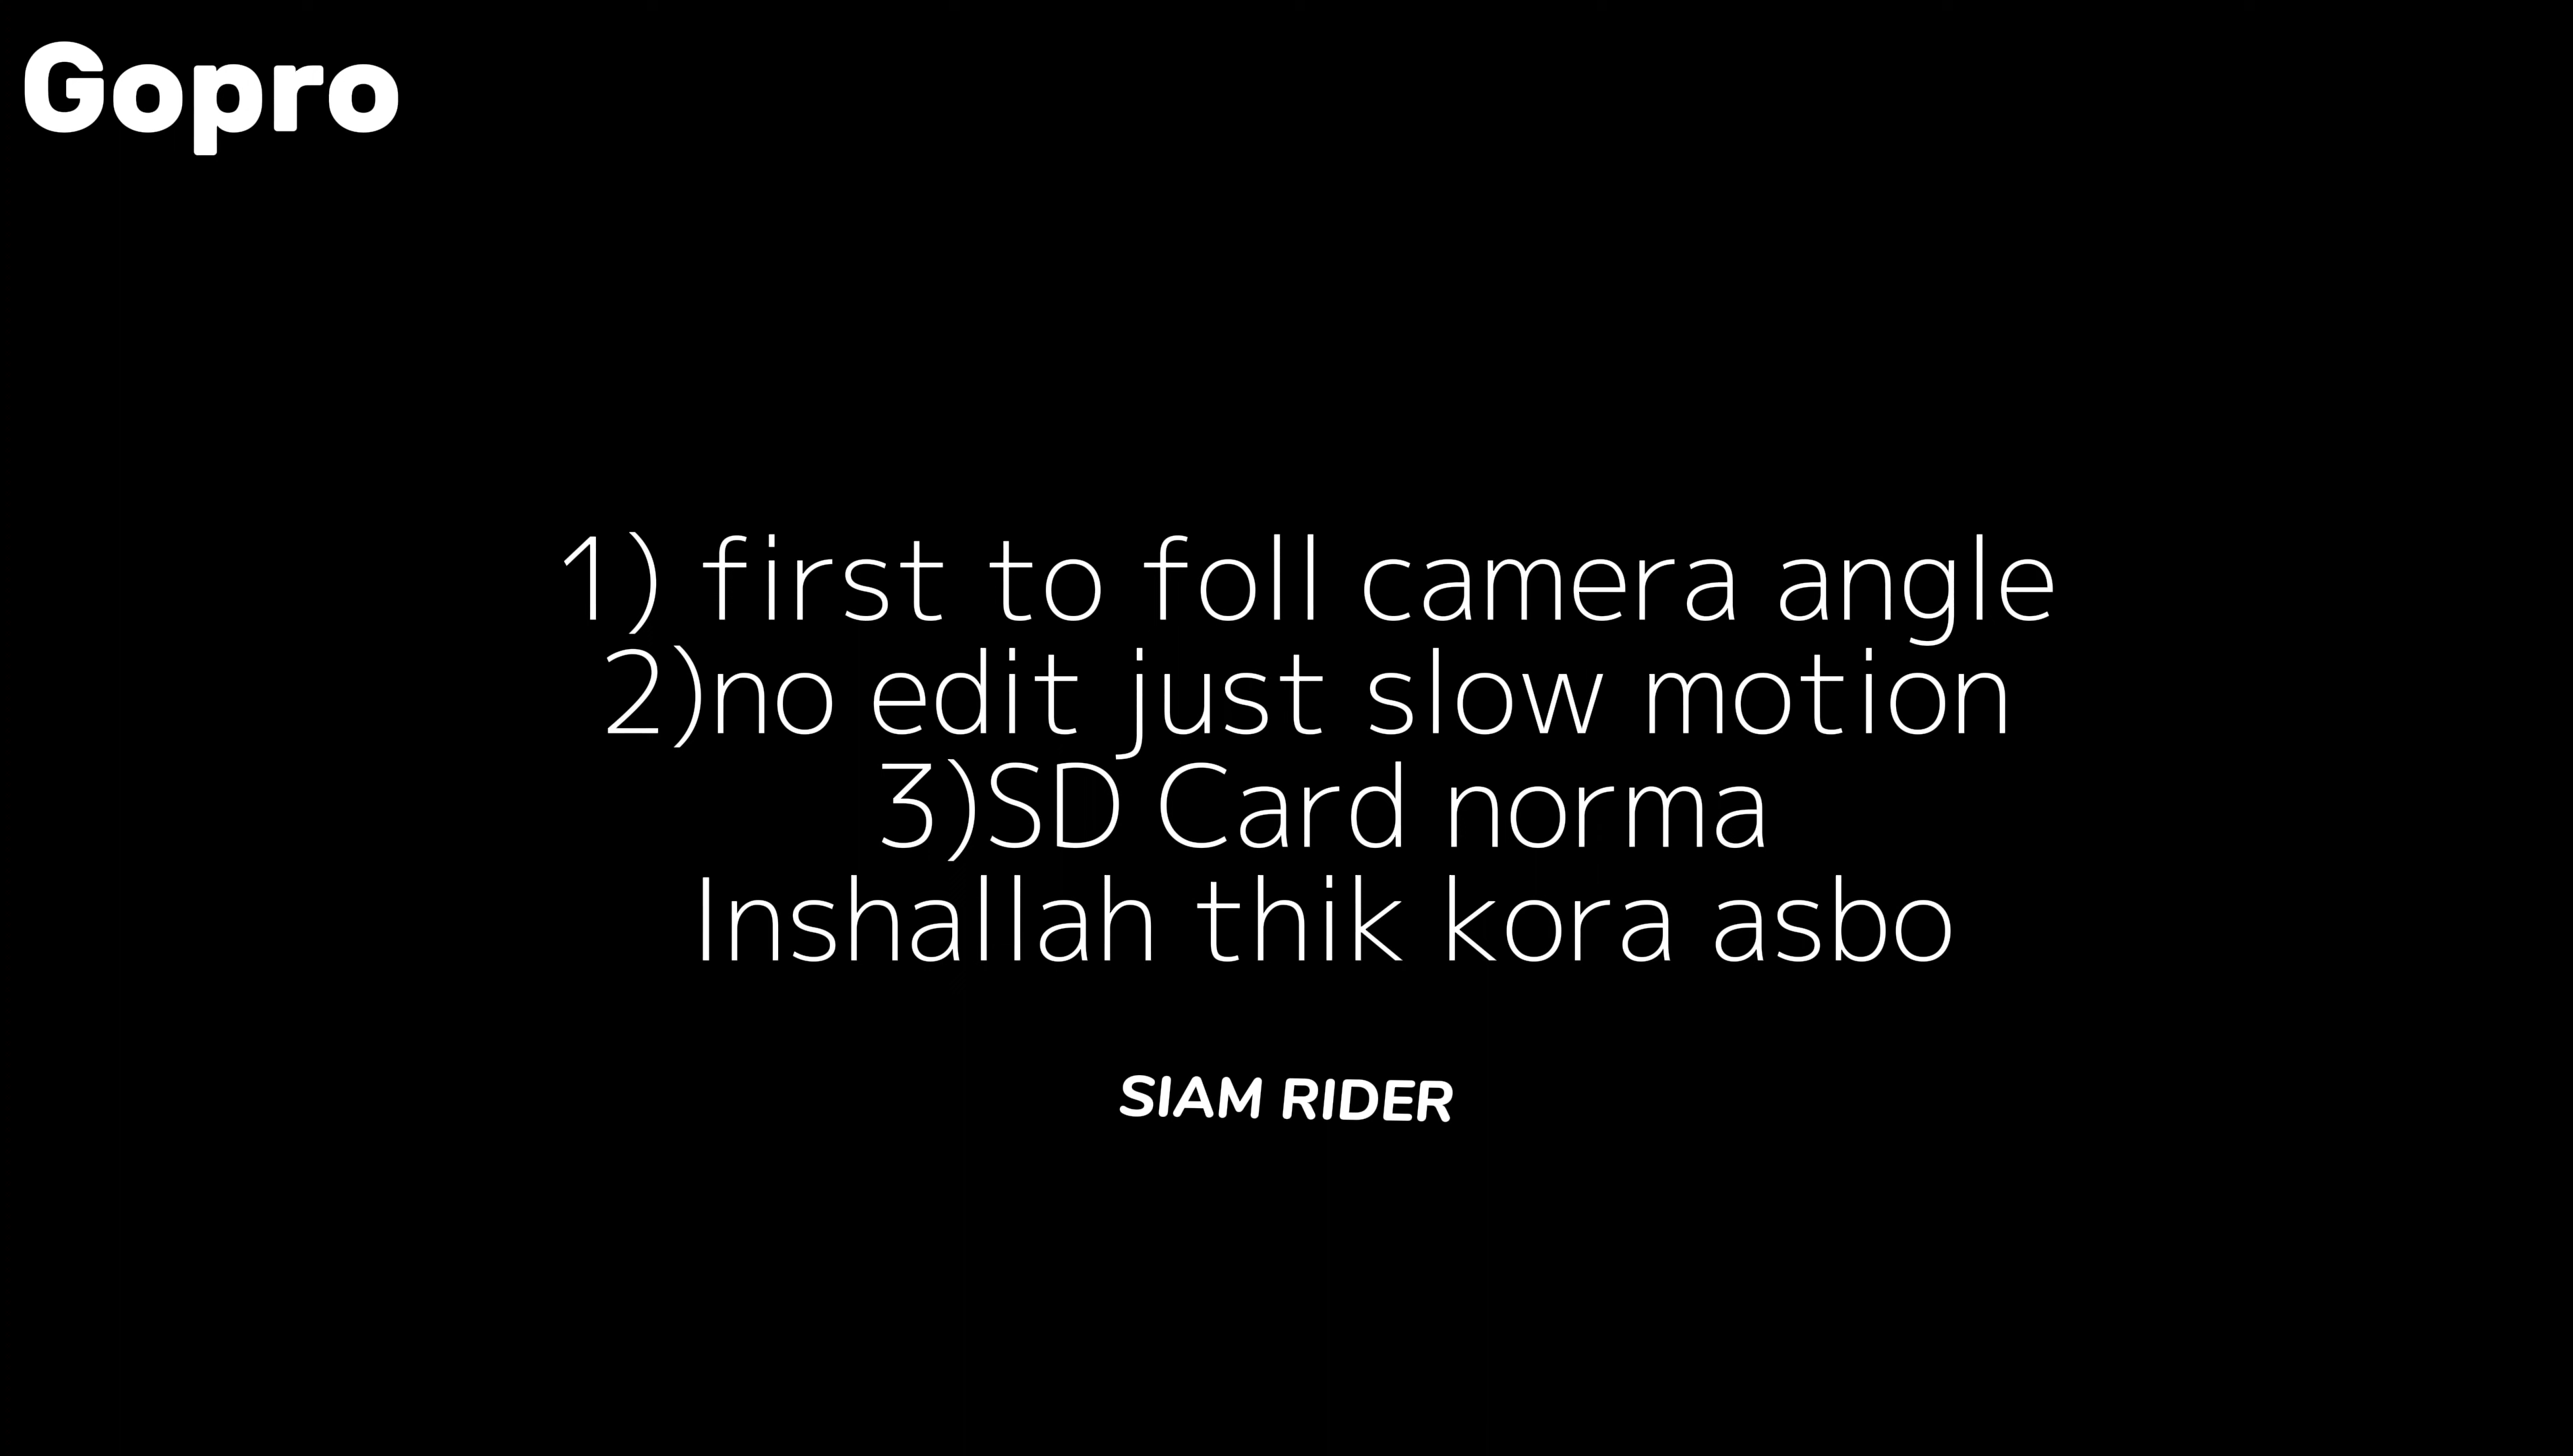 Gopro
1) first to foll camera angle
2)no edit just slow motion
3)SD Card norma
Inshallah thik kora asbo
SIAM RIDER